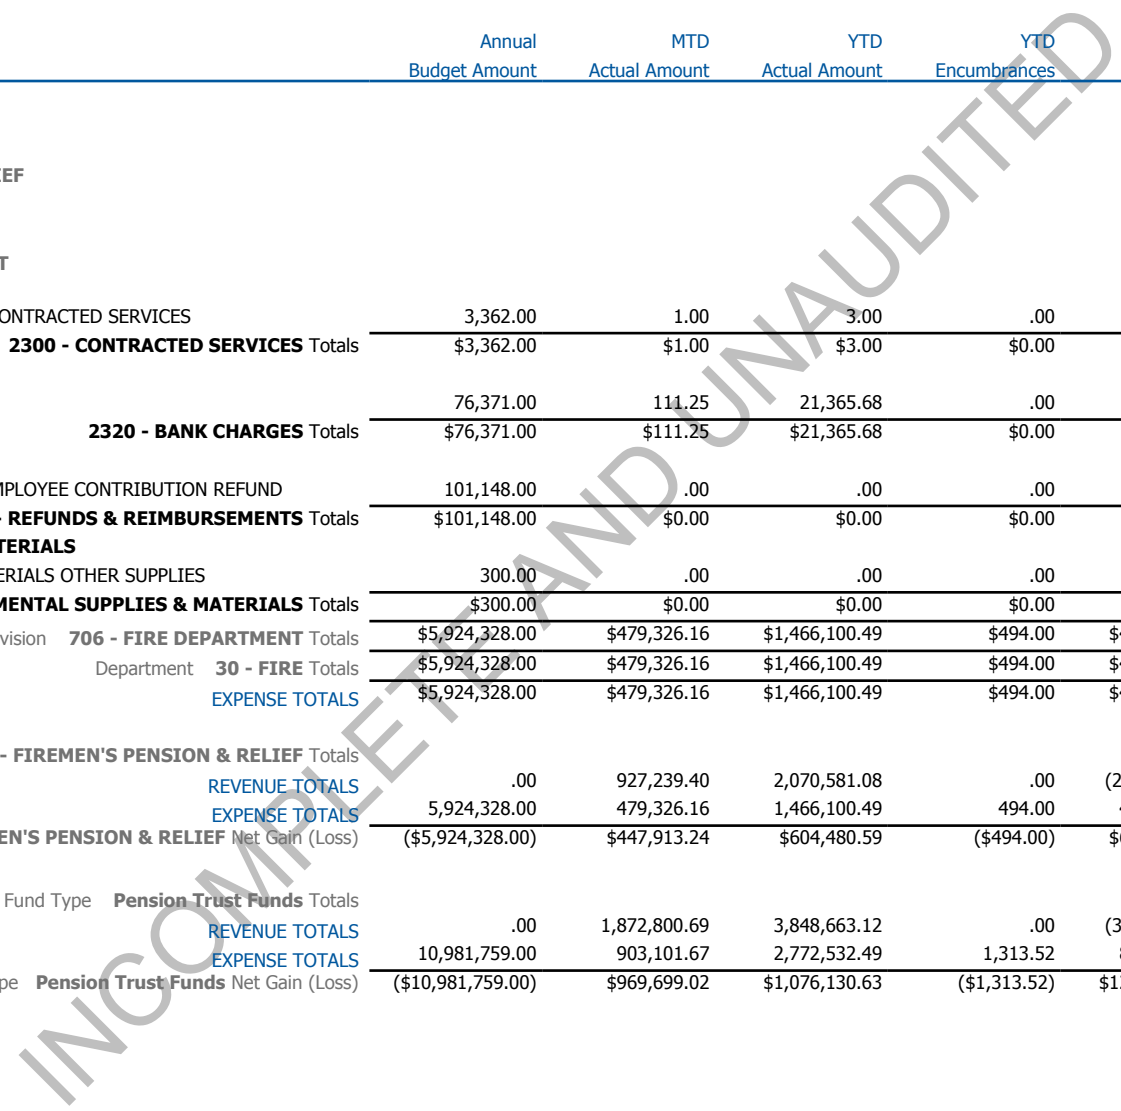 Annual MTD YTD YTD
Budget Amount Actual Amount Actual Amount Encumbrances
IEF
T
ONTRACTED SERVICES 3,362.00 1.00 3.00 .00
2300 - CONTRACTED SERVICES Totals $3,362.00 $1.00 $3.00 $0.00
76,371.00 111.25 21,365.68 .00
2320 - BANK CHARGES Totals $76,371.00 $111.25 $21,365.68 $0.00
MPLOYEE CONTRIBUTION REFUND 101,148.00 .00 .00 .00
- REFUNDS & REIMBURSEMENTS Totals $101,148.00 $0.00 $0.00 $0.00
TERIALS
ERIALS OTHER SUPPLIES 300.00 .00 .00 .00
MENTAL SUPPLIES & MATERIALS Totals $300.00 $0.00 $0.00 $0.00
vision 706 - FIRE DEPARTMENT Totals $5,924,328.00 $479,326.16 $1,466,100.49 $494.00 $4
Department 30 - FIRE Totals $5,924,328.00 $479,326.16 $1,466,100.49 $494.00 $4
EXPENSE TOTALS $5,924,328.00 $479,326.16 $1,466,100.49 $494.00 $4
- FIREMEN'S PENSION & RELIEF Totals
REVENUE TOTALS .00 927,239.40 2,070,581.08 .00 (2
EXPENSE TOTALS 5,924,328.00 479,326.16 1,466,100.49 494.00 4
EN'S PENSION & RELIEF Net Gain (Loss) ($5,924,328.00) $447,913.24 $604,480.59 ($494.00) $6
Fund Type Pension Trust Funds Totals
REVENUE TOTALS .00 1,872,800.69 3,848,663.12 .00 (3
EXPENSE TOTALS 10,981,759.00 903,101.67 2,772,532.49 1,313.52 8
pe Pension Trust Funds Net Gain (Loss) ($10,981,759.00) $969,699.02 $1,076,130.63 ($1,313.52) $1
INCOMPLETE AND UNAUDITED